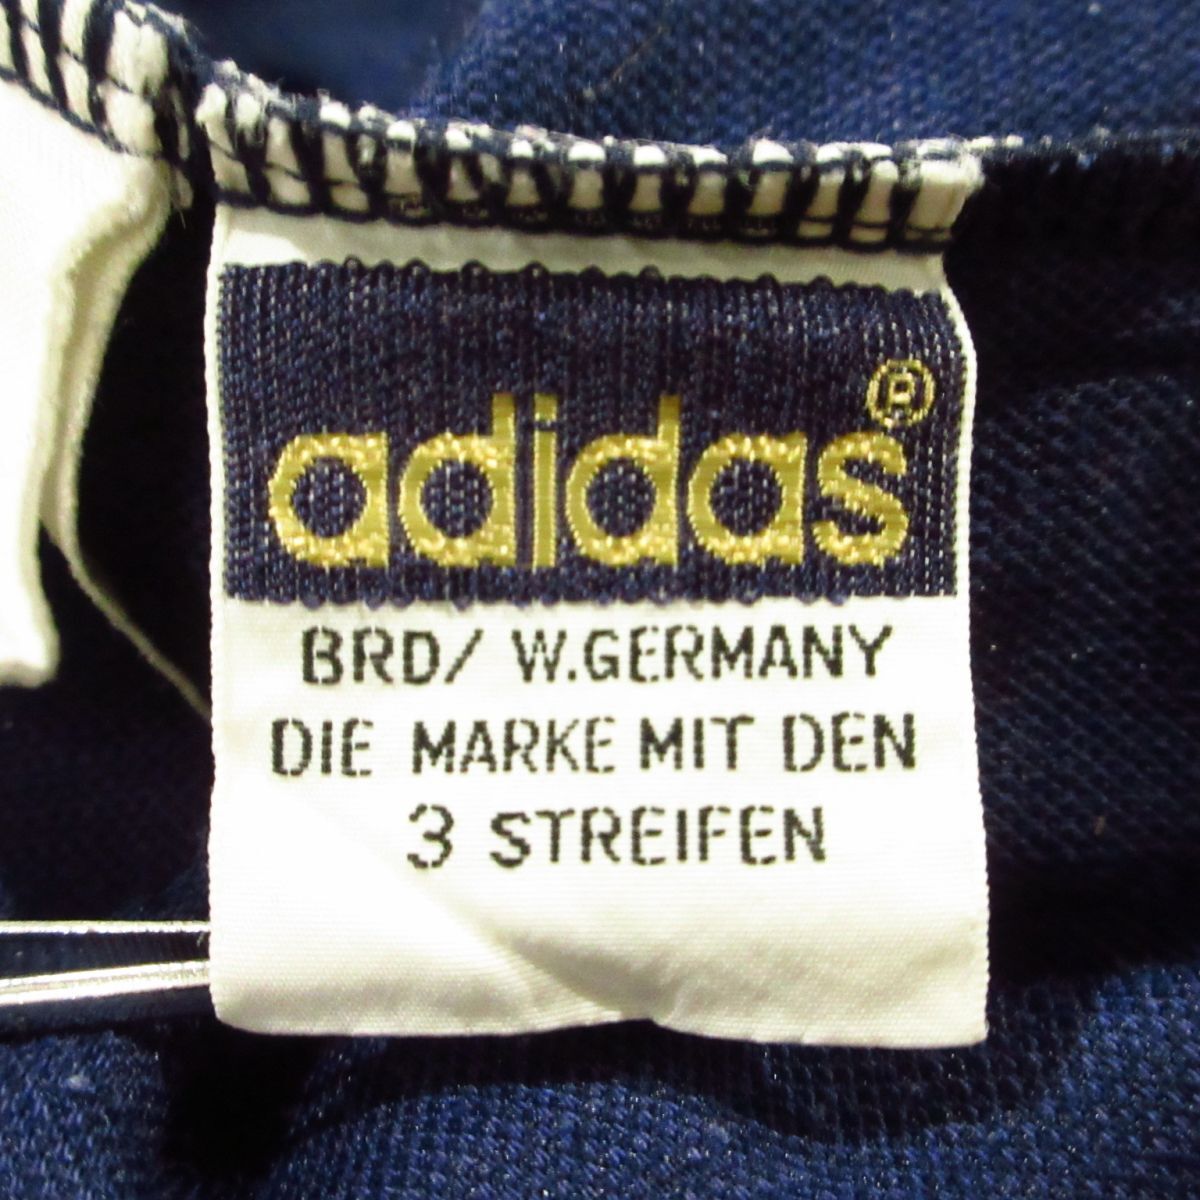 adidas®
BRD/ W.GERMANY
DIE MARKE MIT DEN
3 STREIFEN